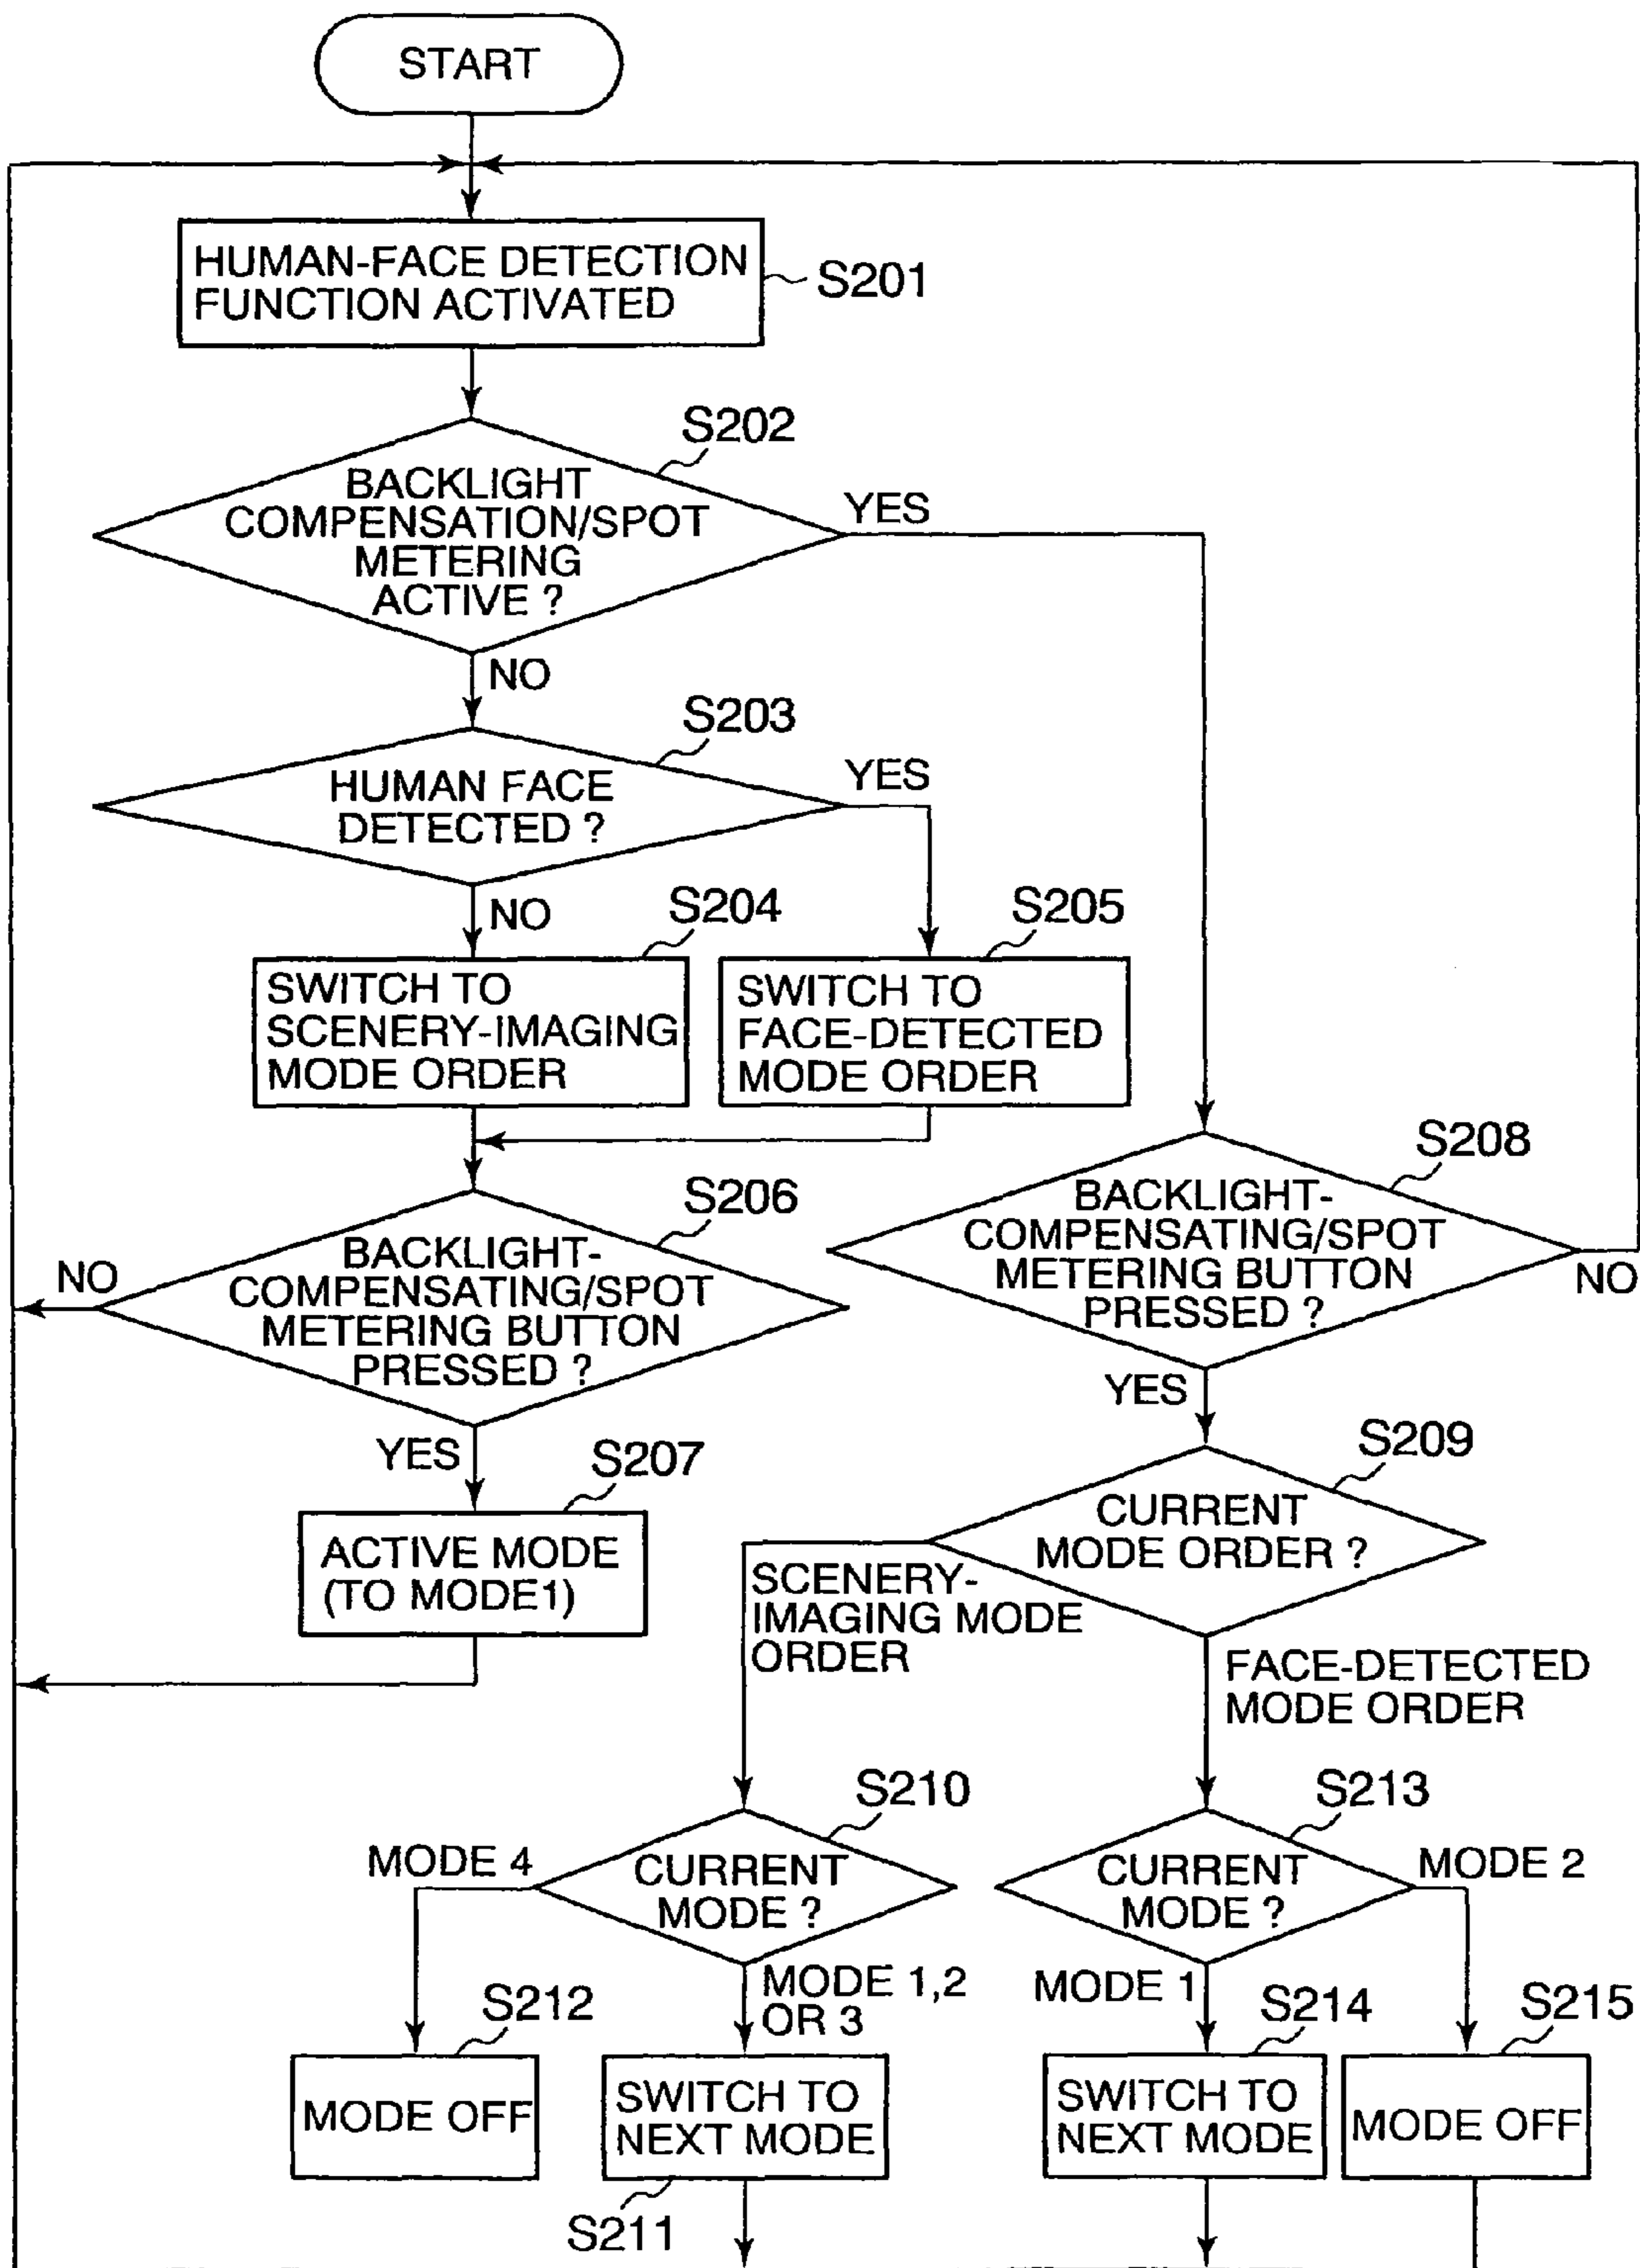 START
HUMAN-FACE DETECTION
FUNCTION ACTIVATED
S201
S202
BACKLIGHT
COMPENSATION/SPOT
METERING
ACTIVE ?
YES
NO
S203
HUMAN FACE
DETECTED ?
YES
NO
S204
SWITCH TO
SCENERY-IMAGING
MODE ORDER
S205
SWITCH TO
FACE-DETECTED
MODE ORDER
S206
BACKLIGHT-
COMPENSATING/SPOT
METERING BUTTON
PRESSED ?
NO
YES
S207
ACTIVE MODE
(TO MODE1)
S208
BACKLIGHT-
COMPENSATING/SPOT
METERING BUTTON
PRESSED ?
NO
YES
S209
CURRENT
MODE ORDER ?
SCENERY-
IMAGING MODE
ORDER
FACE-DETECTED
MODE ORDER
S210
CURRENT
MODE ?
MODE 4
MODE 1,2
OR 3
S212
MODE OFF
SWITCH TO
NEXT MODE
S211
S213
CURRENT
MODE ?
MODE 2
MODE 1
S214
SWITCH TO
NEXT MODE
S215
MODE OFF